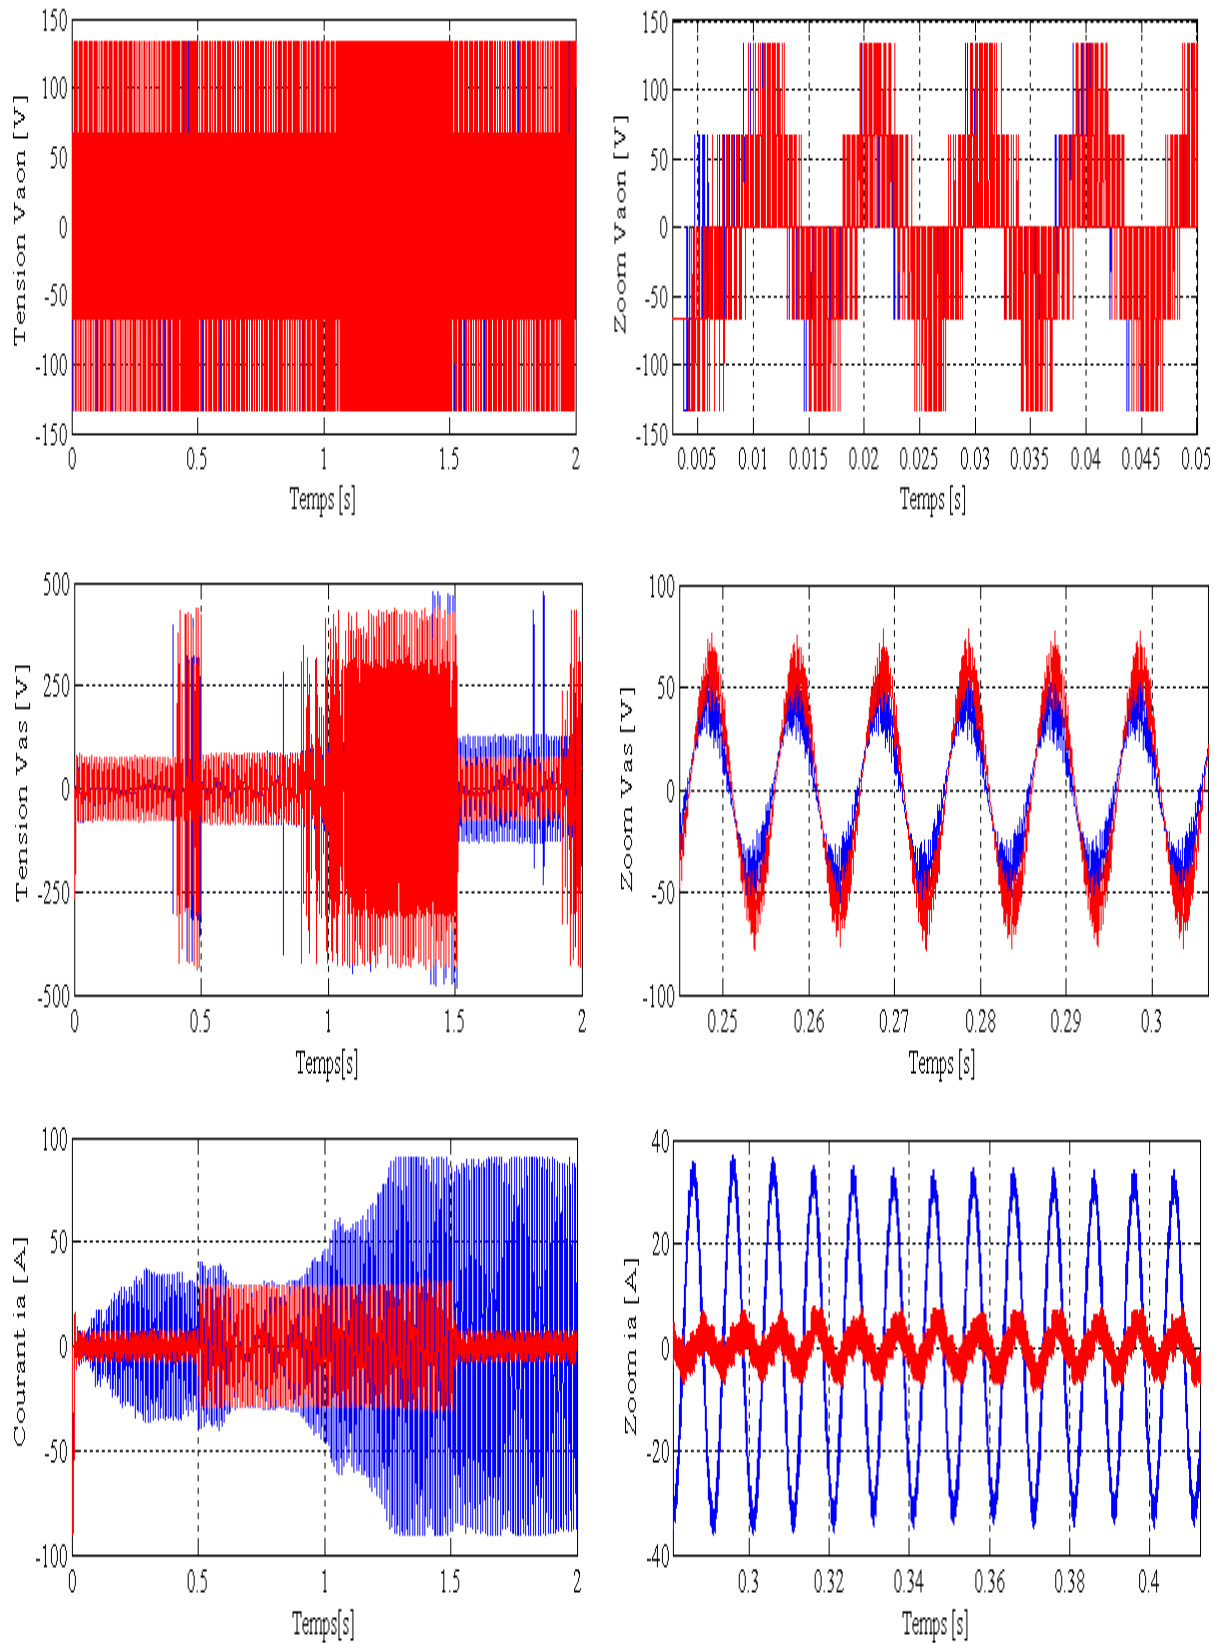 Tension Vaon [V]
150
100
50
0
-50
-100
-150
0 0.5 1 1.5 2
Temps [s]
Zoom Vaon [V]
150
100
50
0
-50
-100
-150
0.005 0.01 0.015 0.02 0.025 0.03 0.035 0.04 0.045 0.05
Temps [s]
Tension Vas [V]
500
250
0
-250
-500
0 0.5 1 1.5 2
Temps[s]
Zoom Vas [V]
100
50
0
-50
-100
0.25 0.26 0.27 0.28 0.29 0.3
Temps [s]
Courant ia [A]
100
50
0
-50
-100
0 0.5 1 1.5 2
Temps[s]
Zoom ia [A]
40
20
0
-20
-40
0.3 0.32 0.34 0.36 0.38 0.4
Temps [s]